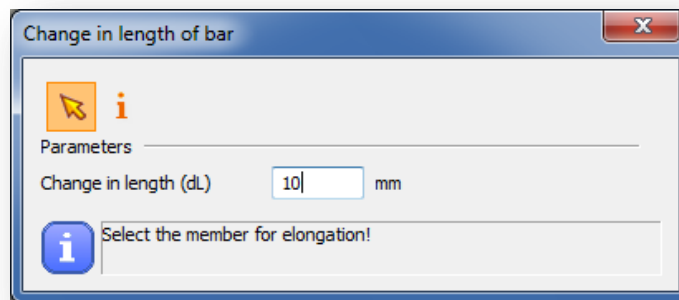 Change in length of bar
Parameters
Change in length (dL) 10 mm
Select the member for elongation!